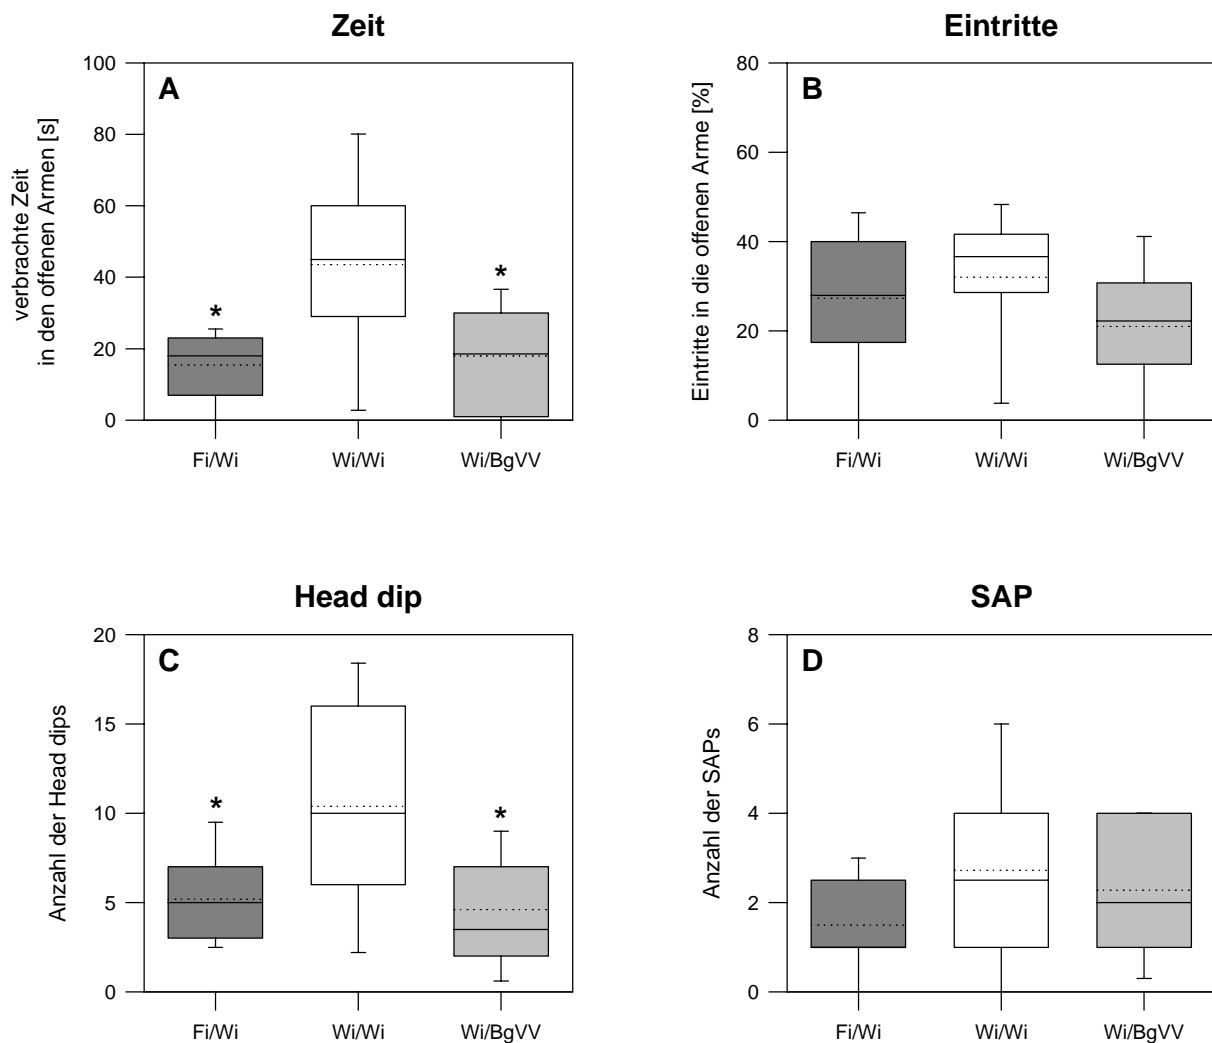 Zeit
A
verbrachte Zeit
in den offenen Armen [s]
100
80
60
40
20
0
*
*
Fi/Wi
Wi/Wi
Wi/BgVV
Eintritte
B
Eintritte in die offenen Arme [%]
80
60
40
20
0
Fi/Wi
Wi/Wi
Wi/BgVV
Head dip
C
Anzahl der Head dips
20
15
10
5
0
*
*
Fi/Wi
Wi/Wi
Wi/BgVV
SAP
D
Anzahl der SAPs
8
6
4
2
0
Fi/Wi
Wi/Wi
Wi/BgVV